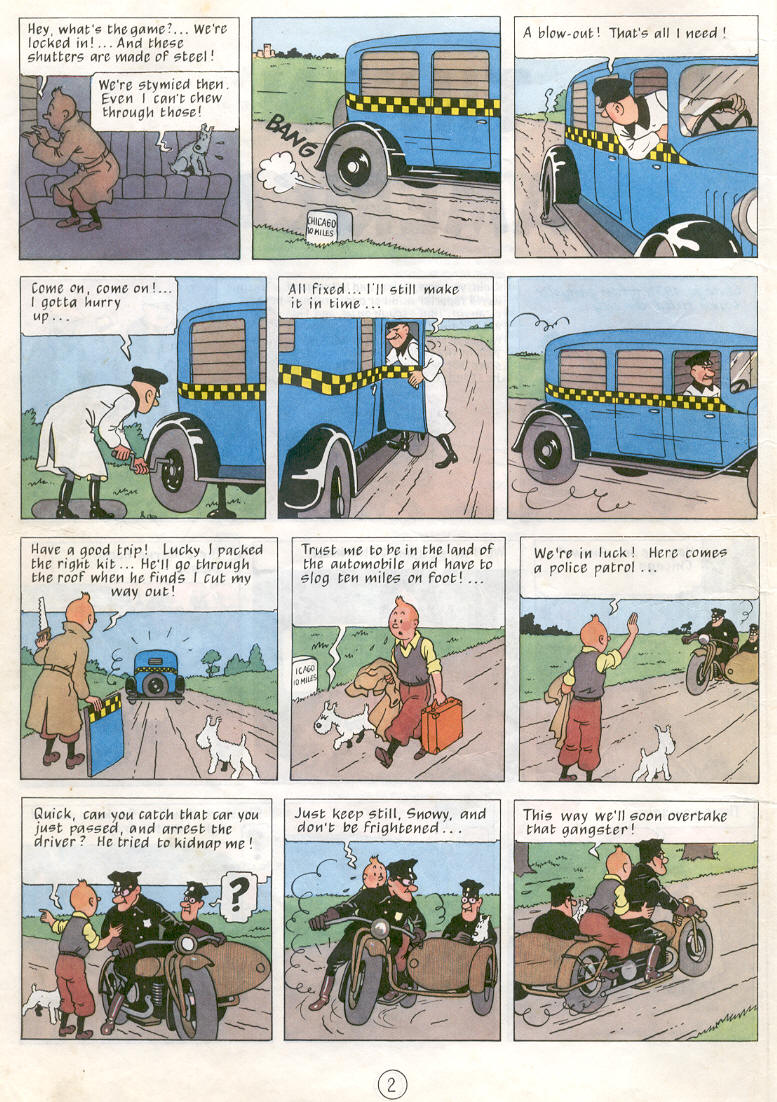 Hey, what's the game?... We're
locked in!... And these
shutters are made of steel!
We're stymied then.
Even I can't chew
through those!
BANG
CHICAGO
10 MILES
A blow-out! That's all I need!
Come on, come on!...
I gotta hurry
up...
All fixed... I'll still make
it in time...
Have a good trip! Lucky I packed
the right kit... He'll go through
the roof when he finds I cut my
way out!
Trust me to be in the land of
the automobile and have to
slog ten miles on foot!...
ICAGO
10 MILES
We're in luck! Here comes
a police patrol...
Quick, can you catch that car you
just passed, and arrest the
driver? He tried to kidnap me!
?
Just keep still, Snowy, and
don't be frightened...
This way we'll soon overtake
that gangster!
2